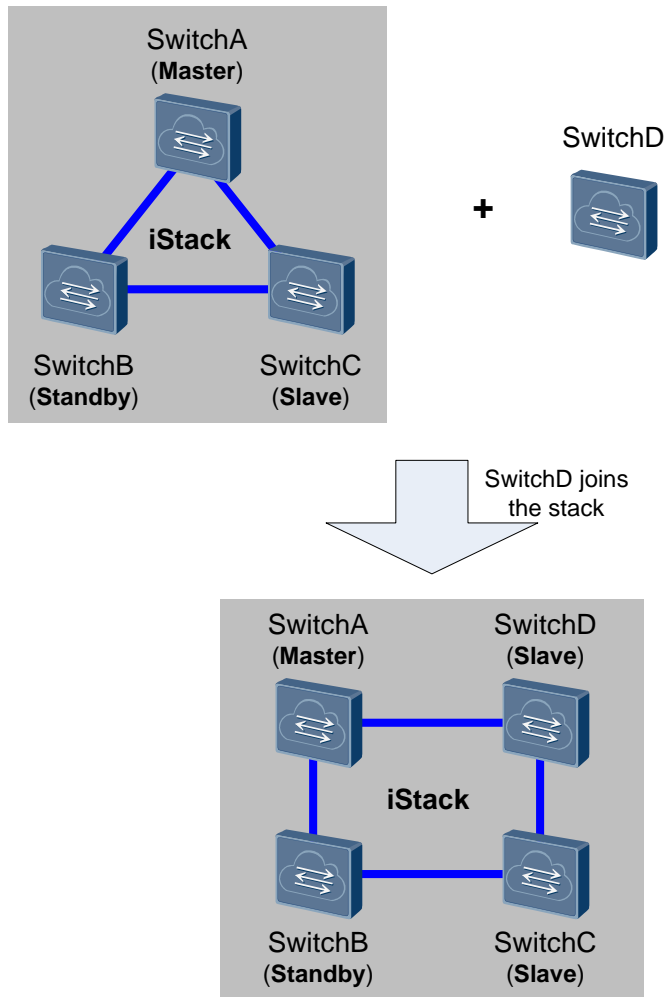 SwitchA
(Master)
SwitchD
+
iStack
SwitchB
(Standby)
SwitchC
(Slave)
SwitchD joins
the stack
SwitchA
(Master)
SwitchD
(Slave)
iStack
SwitchB
(Standby)
SwitchC
(Slave)